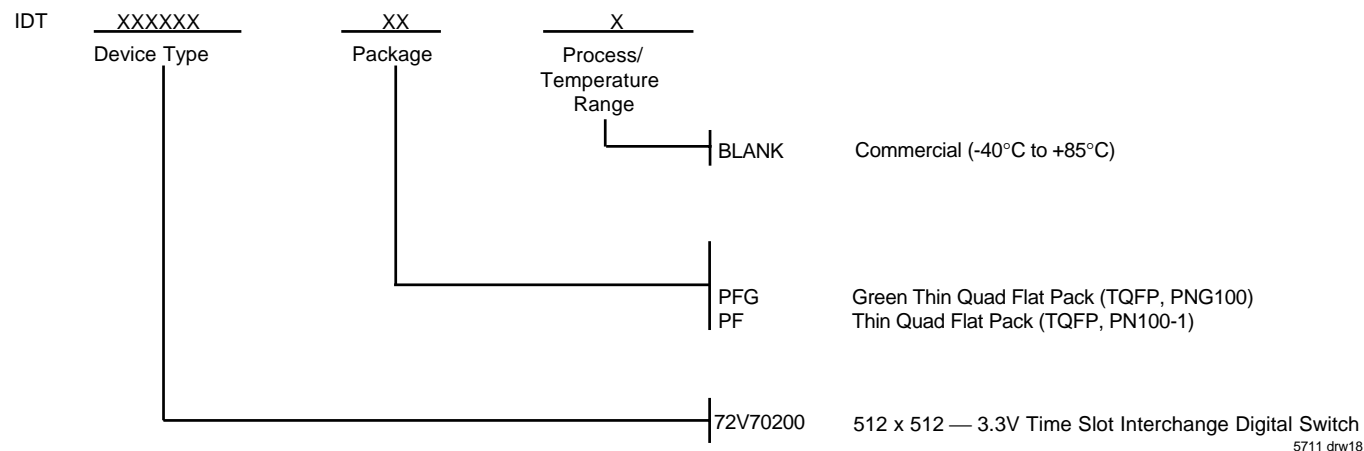 IDT XXXXXX XX X
Device Type Package Process/
Temperature
Range
BLANK Commercial (-40°C to +85°C)
PFG Green Thin Quad Flat Pack (TQFP, PNG100)
PF Thin Quad Flat Pack (TQFP, PN100-1)
72V70200 512 x 512 — 3.3V Time Slot Interchange Digital Switch
5711 drw18